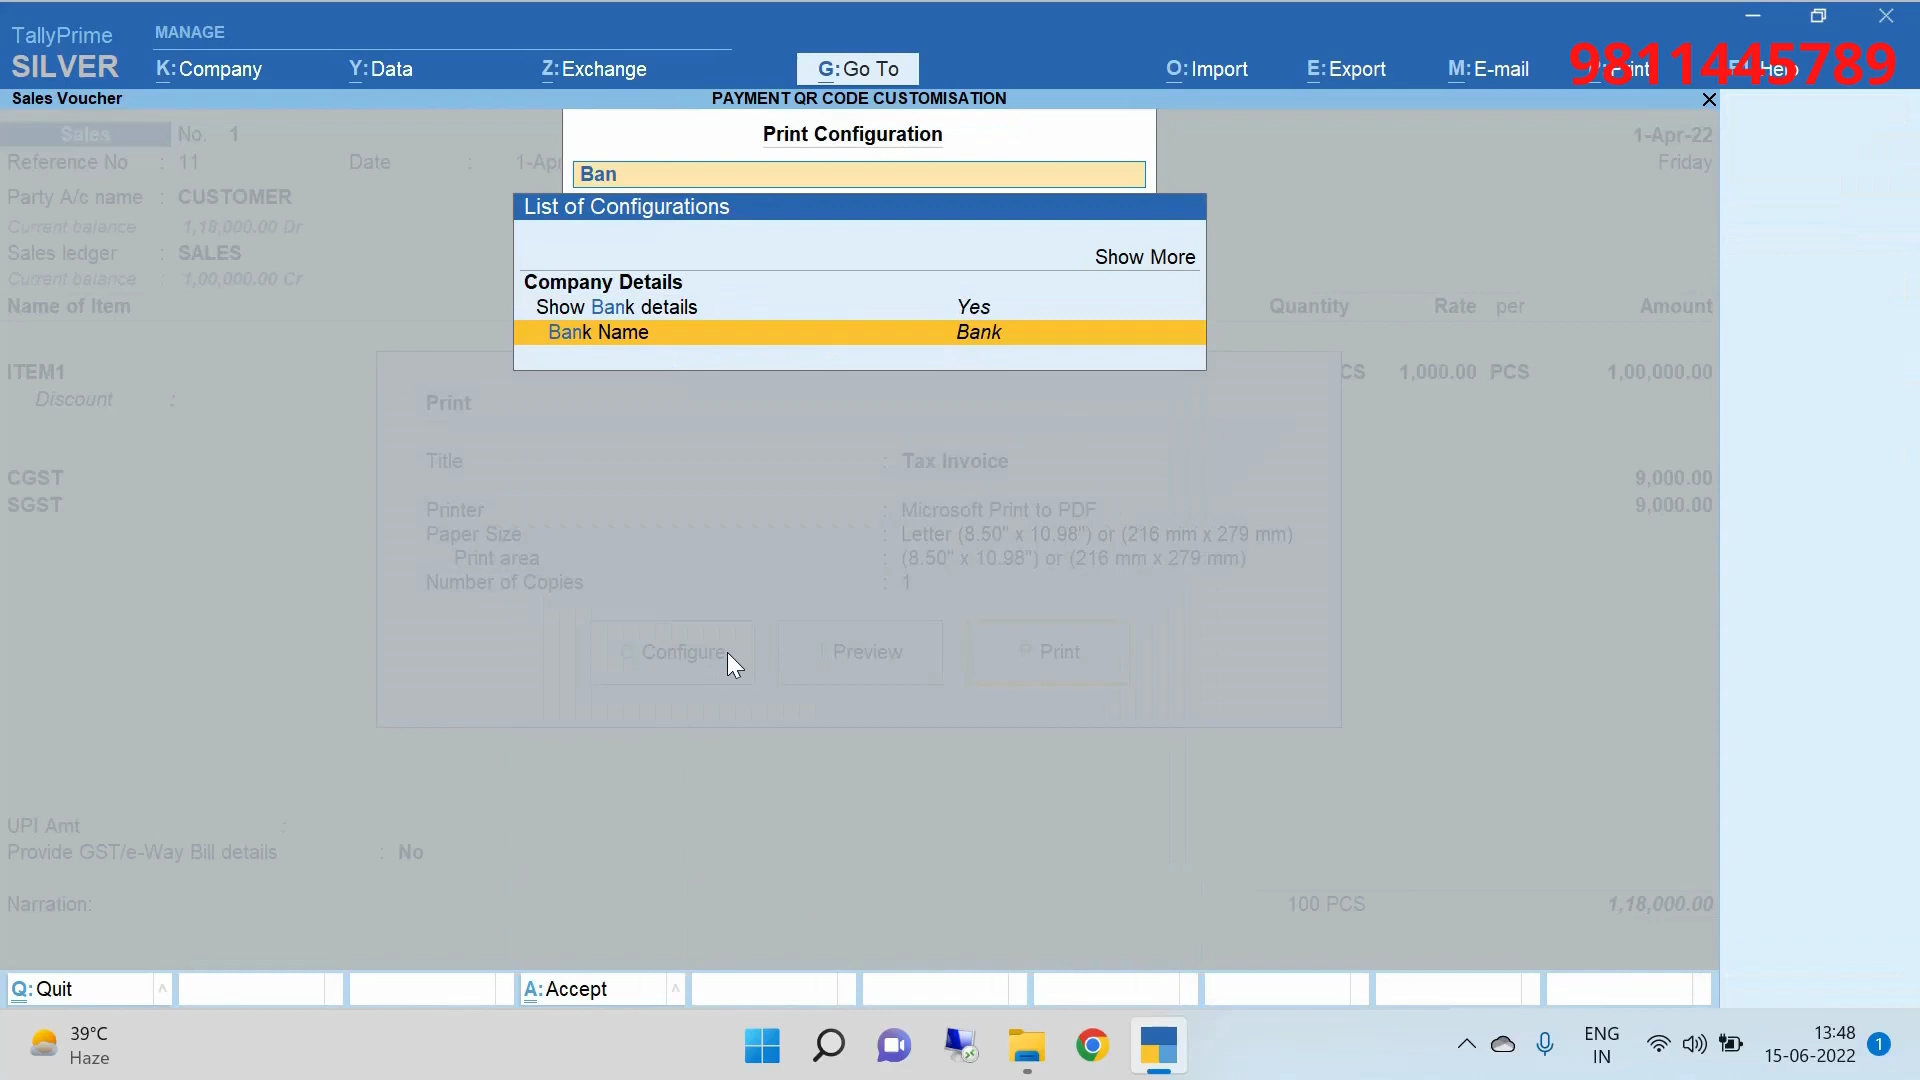 TallyPrime
MANAGE
SILVER
K:Company
Y:Data
Z:Exchange
G:Go To
O:Import
E:Export
M:E-mail
9811445789
Sales Voucher
PAYMENT QR CODE CUSTOMISATION
Print Configuration
Sales No. 1
1-Apr-22
Reference No : 11 Date : 1-Apr
Friday
Ban
Party A/c name : CUSTOMER
List of Configurations
Current balance 1,18,000.00 Dr
Sales ledger : SALES
Show More
Current balance : 1,00,000.00 Cr
Company Details
Name of Item
Show Bank details Yes
Quantity Rate per Amount
Bank Name Bank
ITEM1
CS 1,000.00 PCS 1,00,000.00
Discount :
Print
Title : Tax Invoice
CGST 9,000.00
SGST 9,000.00
Printer : Microsoft Print to PDF
Paper Size : Letter (8.50" x 10.98") or (216 mm x 279 mm)
Print area : (8.50" x 10.98") or (216 mm x 279 mm)
Number of Copies : 1
C Configure
I Preview
P Print
UPI Amt :
Provide GST/e-Way Bill details : No
Narration:
100 PCS 1,18,000.00
Q:Quit
A:Accept
39°C
Haze
ENG
IN
13:48
15-06-2022
1